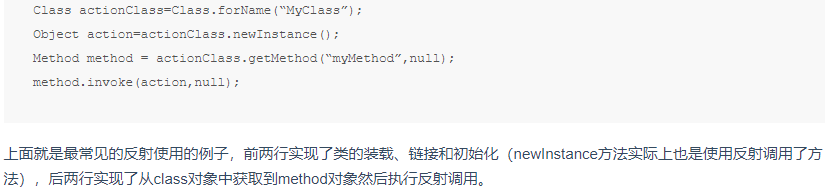 Class actionClass=Class.forName(“MyClass”);
Object action=actionClass.newInstance();
Method method = actionClass.getMethod(“myMethod”,null);
method.invoke(action,null);
上面就是最常见的反射使用的例子，前两行实现了类的装载、链接和初始化（newInstance方法实际上也是使用反射调用了方
法），后两行实现了从class对象中获取到method对象然后执行反射调用。